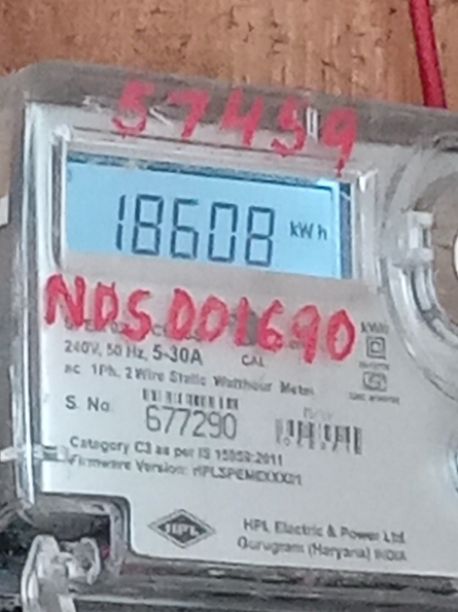 57459
18608 kWh
NDS001690
240V, 50 Hz, 5-30A
CAL
ac 1Ph. 2 Wire Static Watthour Meter
S. No. 677290
Category C3 as per IS 15959:2011
Firmware Version:
HPL
HPL Electric & Power Ltd.
Gurugram (Haryana) INDIA